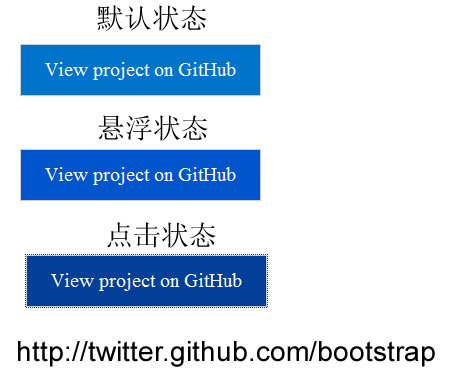 默认状态
View project on GitHub
悬浮状态
View project on GitHub
点击状态
View project on GitHub
http://twitter.github.com/bootstrap